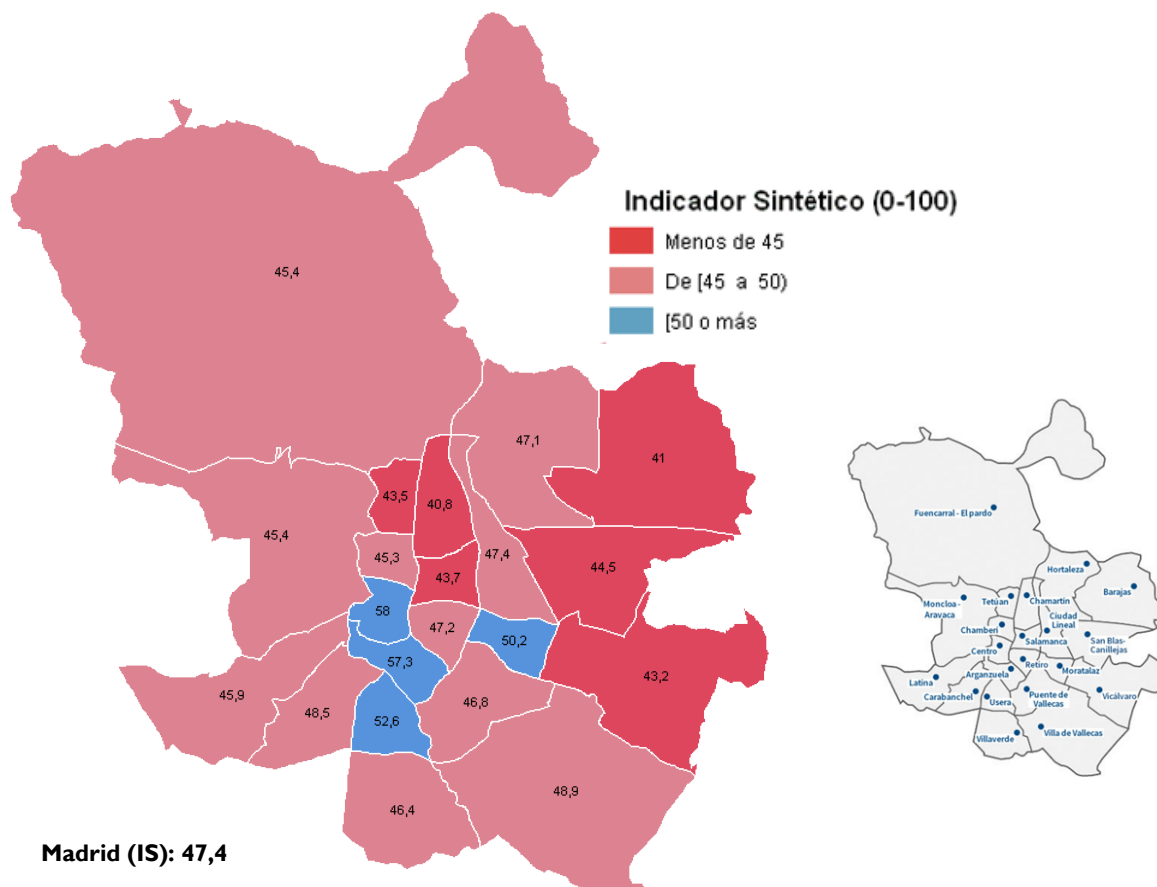 Indicador Sintético (0-100)
Menos de 45
De [45 a 50)
[50 o más
45,4
47,1
41
43,5
40,8
45,4
45,3
47,4
44,5
43,7
58
47,2
50,2
57,3
43,2
45,9
48,5
52,6
46,8
48,9
46,4
Madrid (IS): 47,4
Fuencarral - El pardo
Hortaleza
Barajas
Moncloa -
Aravaca
Tetúan
Chamartín
Ciudad
Lineal
Chamberí
Salamanca
San Blas-
Canillejas
Centro
Retiro
Moratalaz
Arganzuela
Latina
Carabanchel
Usera
Puente de
Vallecas
Vicálvaro
Villaverde
Villa de Vallecas